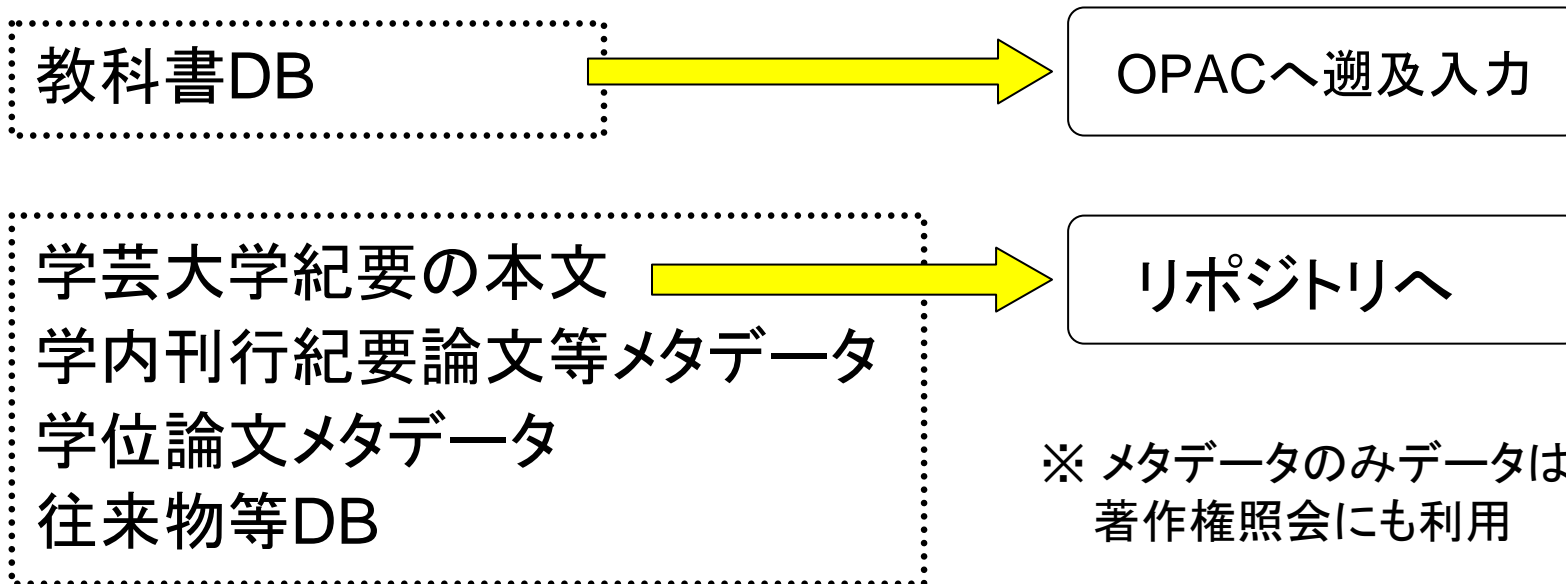 教科書DB
OPACへ遡及入力
学芸大学紀要の本文
リポジトリへ
学内刊行紀要論文等メタデータ
学位論文メタデータ
往来物等DB
※ メタデータのみデータは
著作権照会にも利用